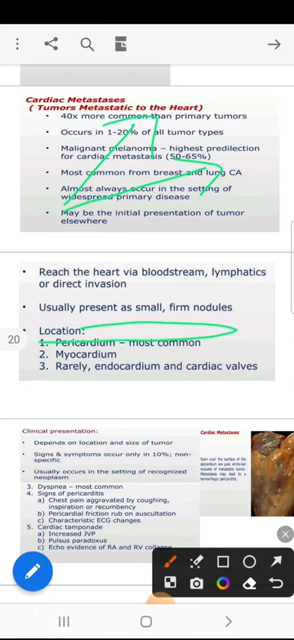 Cardiac Metastases
( Tumors Metastatic to the Heart)
• 40x more common than primary tumors
• Occurs in 1-20% of all tumor types
• Malignant melanoma – highest predilection
for cardiac metastasis (50-65%)
• Most common from breast and lung CA
• Almost always occur in the setting of
widespread primary disease
• May be the initial presentation of tumor
elsewhere
• Reach the heart via bloodstream, lymphatics
or direct invasion
• Usually present as small, firm nodules
• Location:
20
1. Pericardium – most common
2. Myocardium
3. Rarely, endocardium and cardiac valves
Clinical presentation:
• Depends on location and size of tumor
• Signs & symptoms occur only in 10%; non-
specific
• Usually occurs in the setting of recognized
neoplasm
3. Dyspnea – most common
4. Signs of pericarditis
a) Chest pain aggravated by coughing,
inspiration or recumbency
b) Pericardial friction rub on auscultation
c) Characteristic ECG changes
5. Cardiac tamponade
a) Increased JVP
b) Pulsus paradoxus
c) Echo evidence of RA and RV collapse
Cardiac Metastases